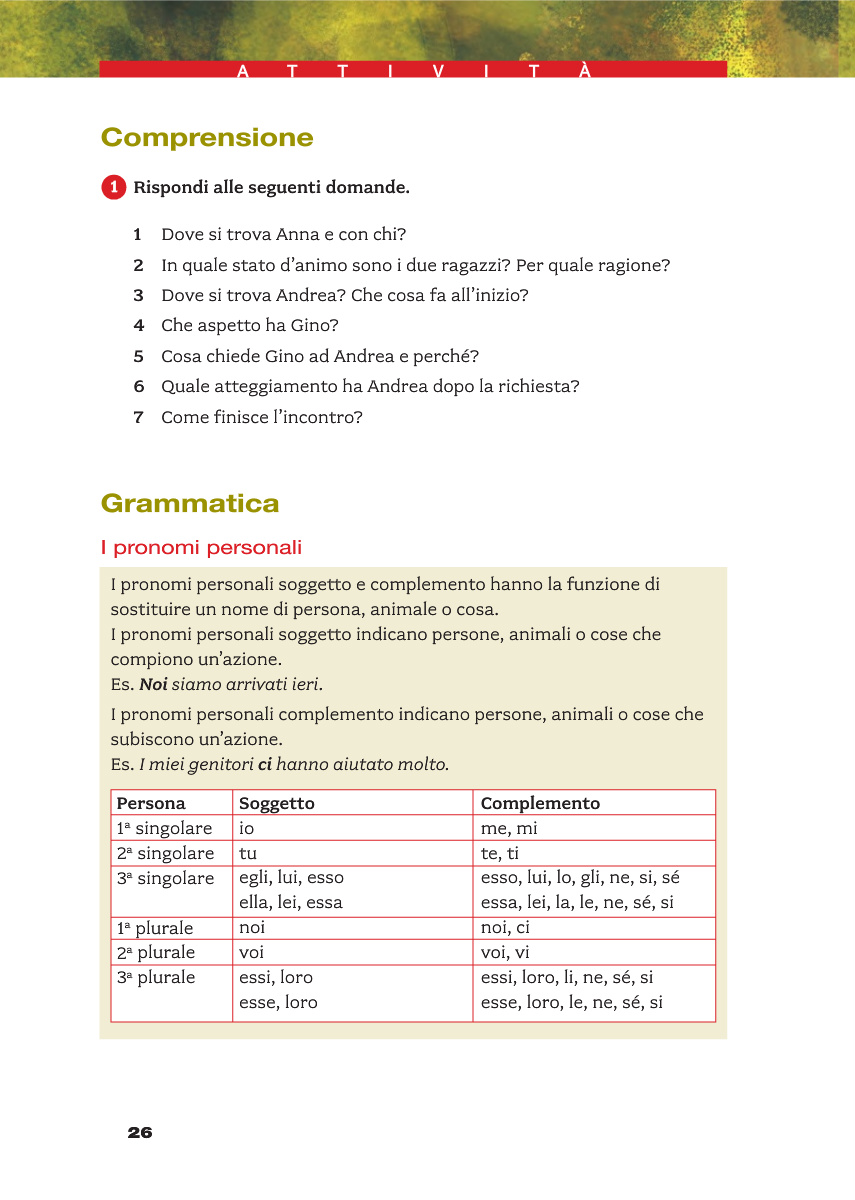 ATTIVITÀ
Comprensione
1 Rispondi alle seguenti domande.
1 Dove si trova Anna e con chi?
2 In quale stato d’animo sono i due ragazzi? Per quale ragione?
3 Dove si trova Andrea? Che cosa fa all’inizio?
4 Che aspetto ha Gino?
5 Cosa chiede Gino ad Andrea e perché?
6 Quale atteggiamento ha Andrea dopo la richiesta?
7 Come finisce l’incontro?
Grammatica
I pronomi personali
I pronomi personali soggetto e complemento hanno la funzione di
sostituire un nome di persona, animale o cosa.
I pronomi personali soggetto indicano persone, animali o cose che
compiono un’azione.
Es. Noi siamo arrivati ieri.
I pronomi personali complemento indicano persone, animali o cose che
subiscono un’azione.
Es. I miei genitori ci hanno aiutato molto.
Persona Soggetto Complemento
1ª singolare io me, mi
2ª singolare tu te, ti
3ª singolare egli, lui, esso esso, lui, lo, gli, ne, si, sé
ella, lei, essa essa, lei, la, le, ne, sé, si
1ª plurale noi noi, ci
2ª plurale voi voi, vi
3ª plurale essi, loro essi, loro, li, ne, sé, si
esse, loro esse, loro, le, ne, sé, si
26